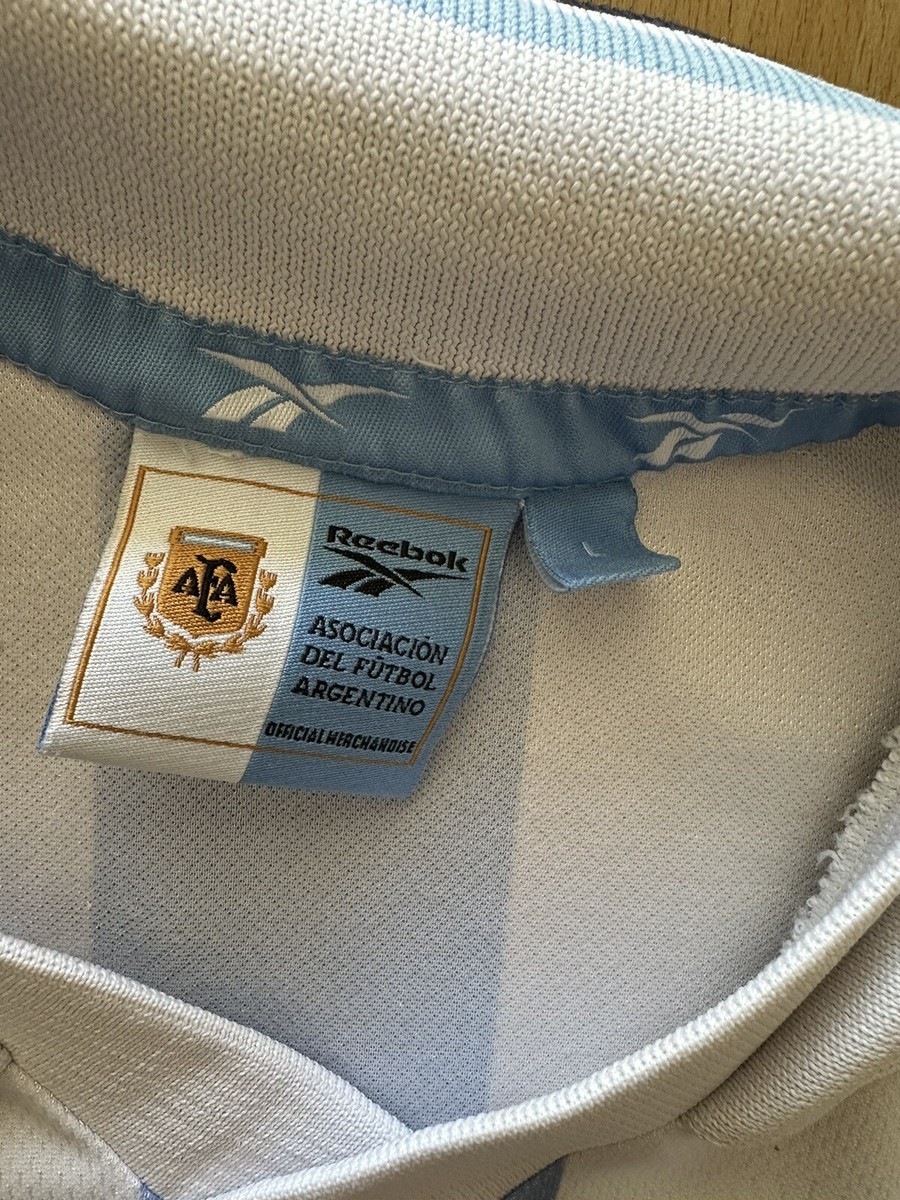 AFA
Reebok
ASOCIACIÓN
DEL FÚTBOL
ARGENTINO
OFFICIAL MERCHANDISE
L